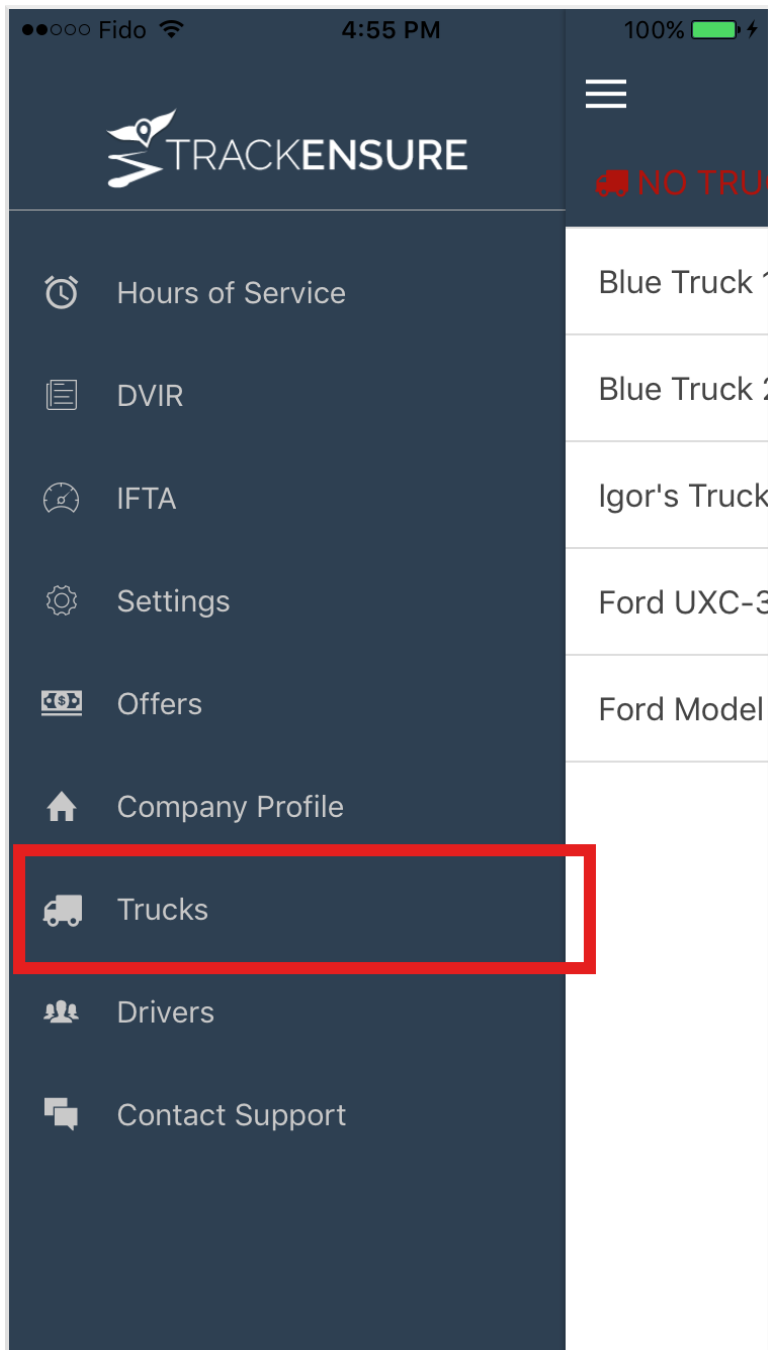 Fido 4:55 PM 100%
TRACKENSURE
NO
Hours of Service
DVIR
IFTA
Settings
Offers
Company Profile
Trucks
Drivers
Contact Support
Blue Truck
Blue Truck
Igor's Truck
Ford
Ford Model